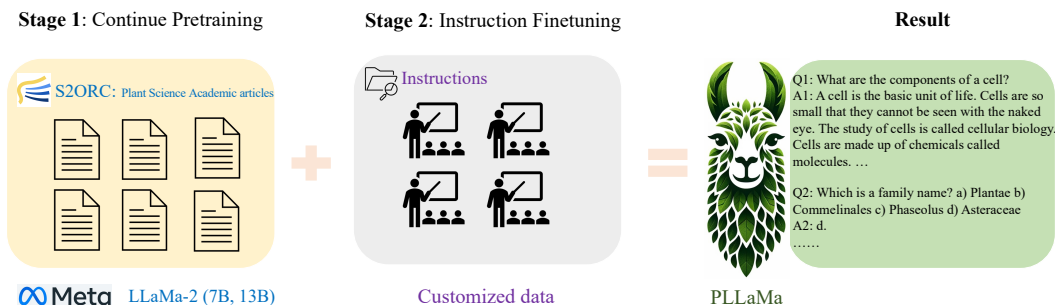 Stage 1: Continue Pretraining
Stage 2: Instruction Finetuning
Result
S2ORC: Plant Science Academic articles
Instructions
Q1: What are the components of a cell?
A1: A cell is the basic unit of life. Cells are so
small that they cannot be seen with the naked
eye. The study of cells is called cellular biology.
Cells are made up of chemicals called
molecules. …
Q2: Which is a family name? a) Plantae b)
Commelinales c) Phaseolus d) Asteraceae
A2: d.
……
Meta
LLaMa-2 (7B, 13B)
Customized data
PLLaMa